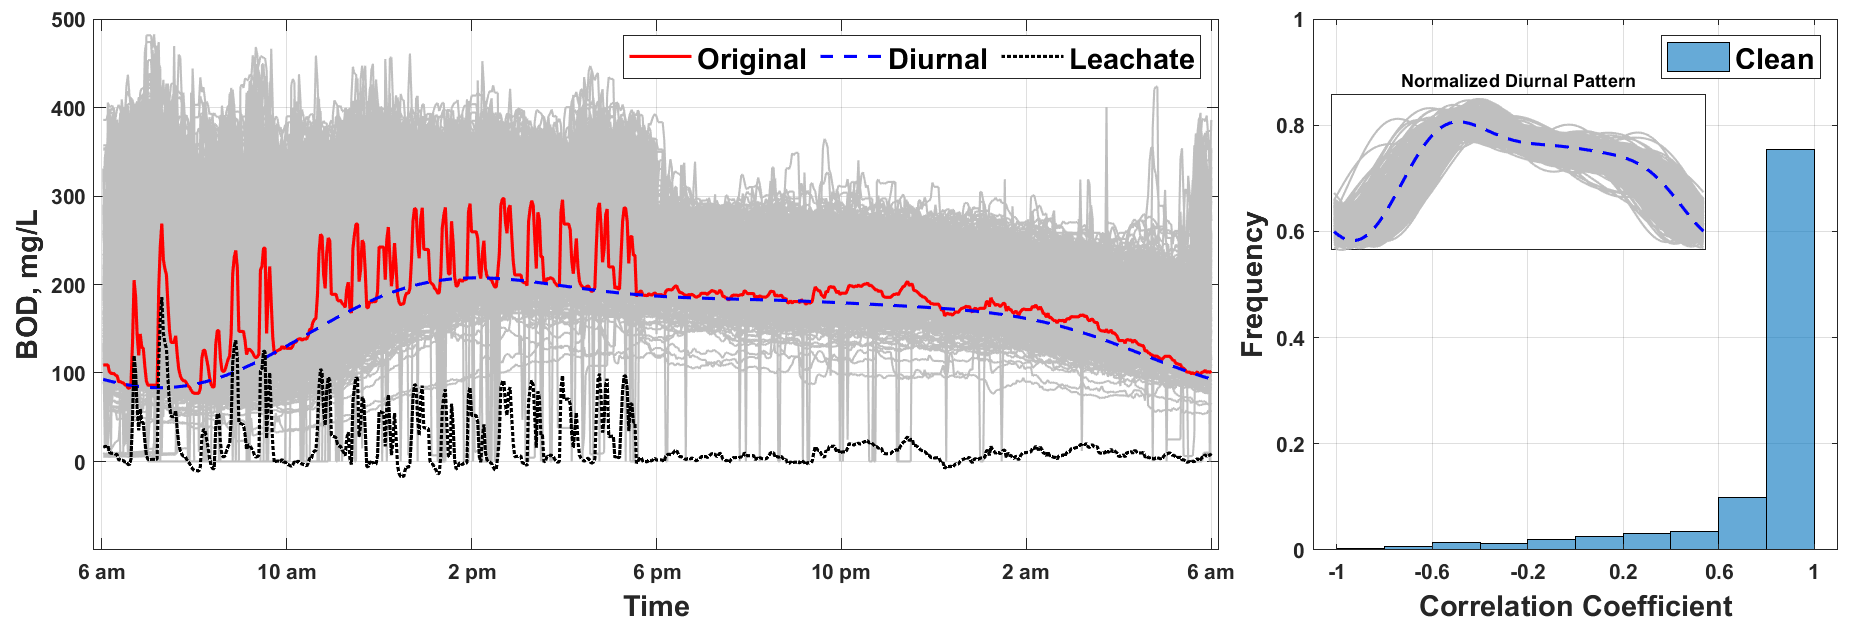 500
400
300
200
100
0
BOD, mg/L
Original
Diurnal
Leachate
6 am
10 am
2 pm
6 pm
10 pm
2 am
6 am
Time
1
0.8
0.6
0.4
0.2
0
Frequency
Clean
Normalized Diurnal Pattern
-1
-0.6
-0.2
0.2
0.6
1
Correlation Coefficient